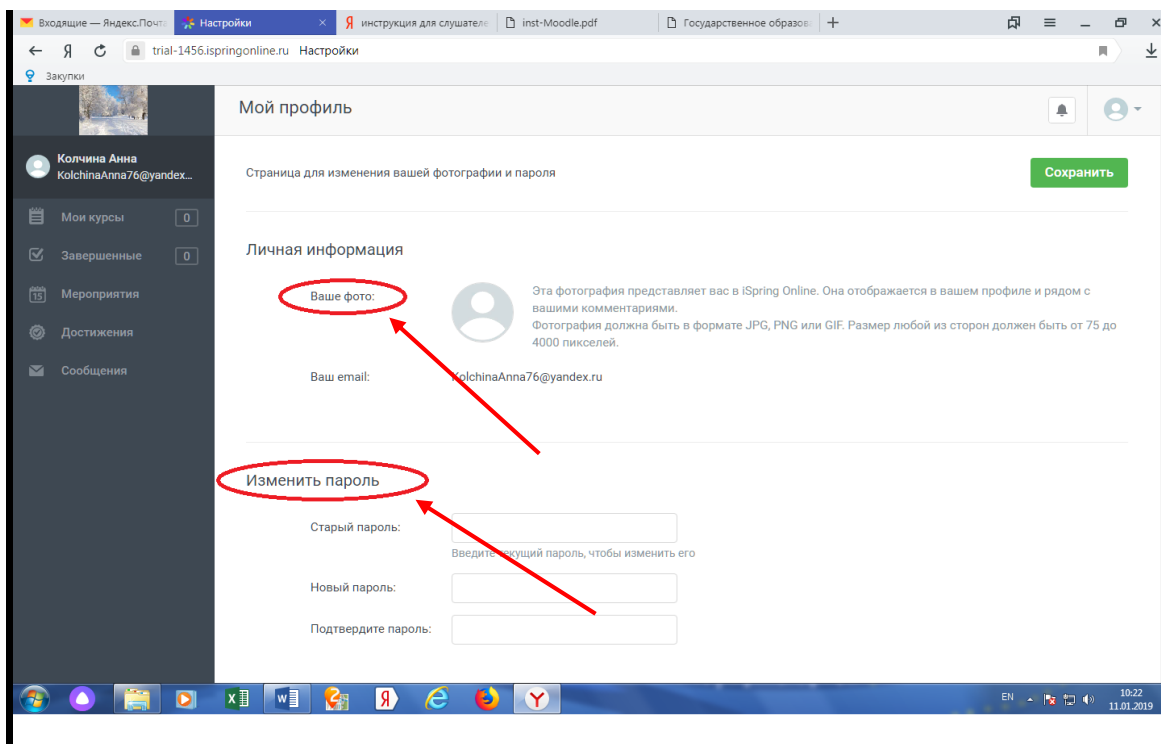 Входящие — Яндекс.Почта
Настройки
инструкция для слушателе
inst-Moodle.pdf
Государственное образов
trial-1456.ispringonline.ru Настройки
Закупки
Мой профиль
Колчина Анна
KolchinaAnna76@yandex...
Страница для изменения вашей фотографии и пароля
Сохранить
Мои курсы 0
Завершенные 0
15 Мероприятия
Достижения
Сообщения
Личная информация
Ваше фото:
Эта фотография представляет вас в iSpring Online. Она отображается в вашем профиле и рядом с
вашими комментариями.
Фотография должна быть в формате JPG, PNG или GIF. Размер любой из сторон должен быть от 75 до
4000 пикселей.
Ваш email: KolchinaAnna76@yandex.ru
Изменить пароль
Старый пароль:
Введите текущий пароль, чтобы изменить его
Новый пароль:
Подтвердите пароль:
EN
10:22
11.01.2019